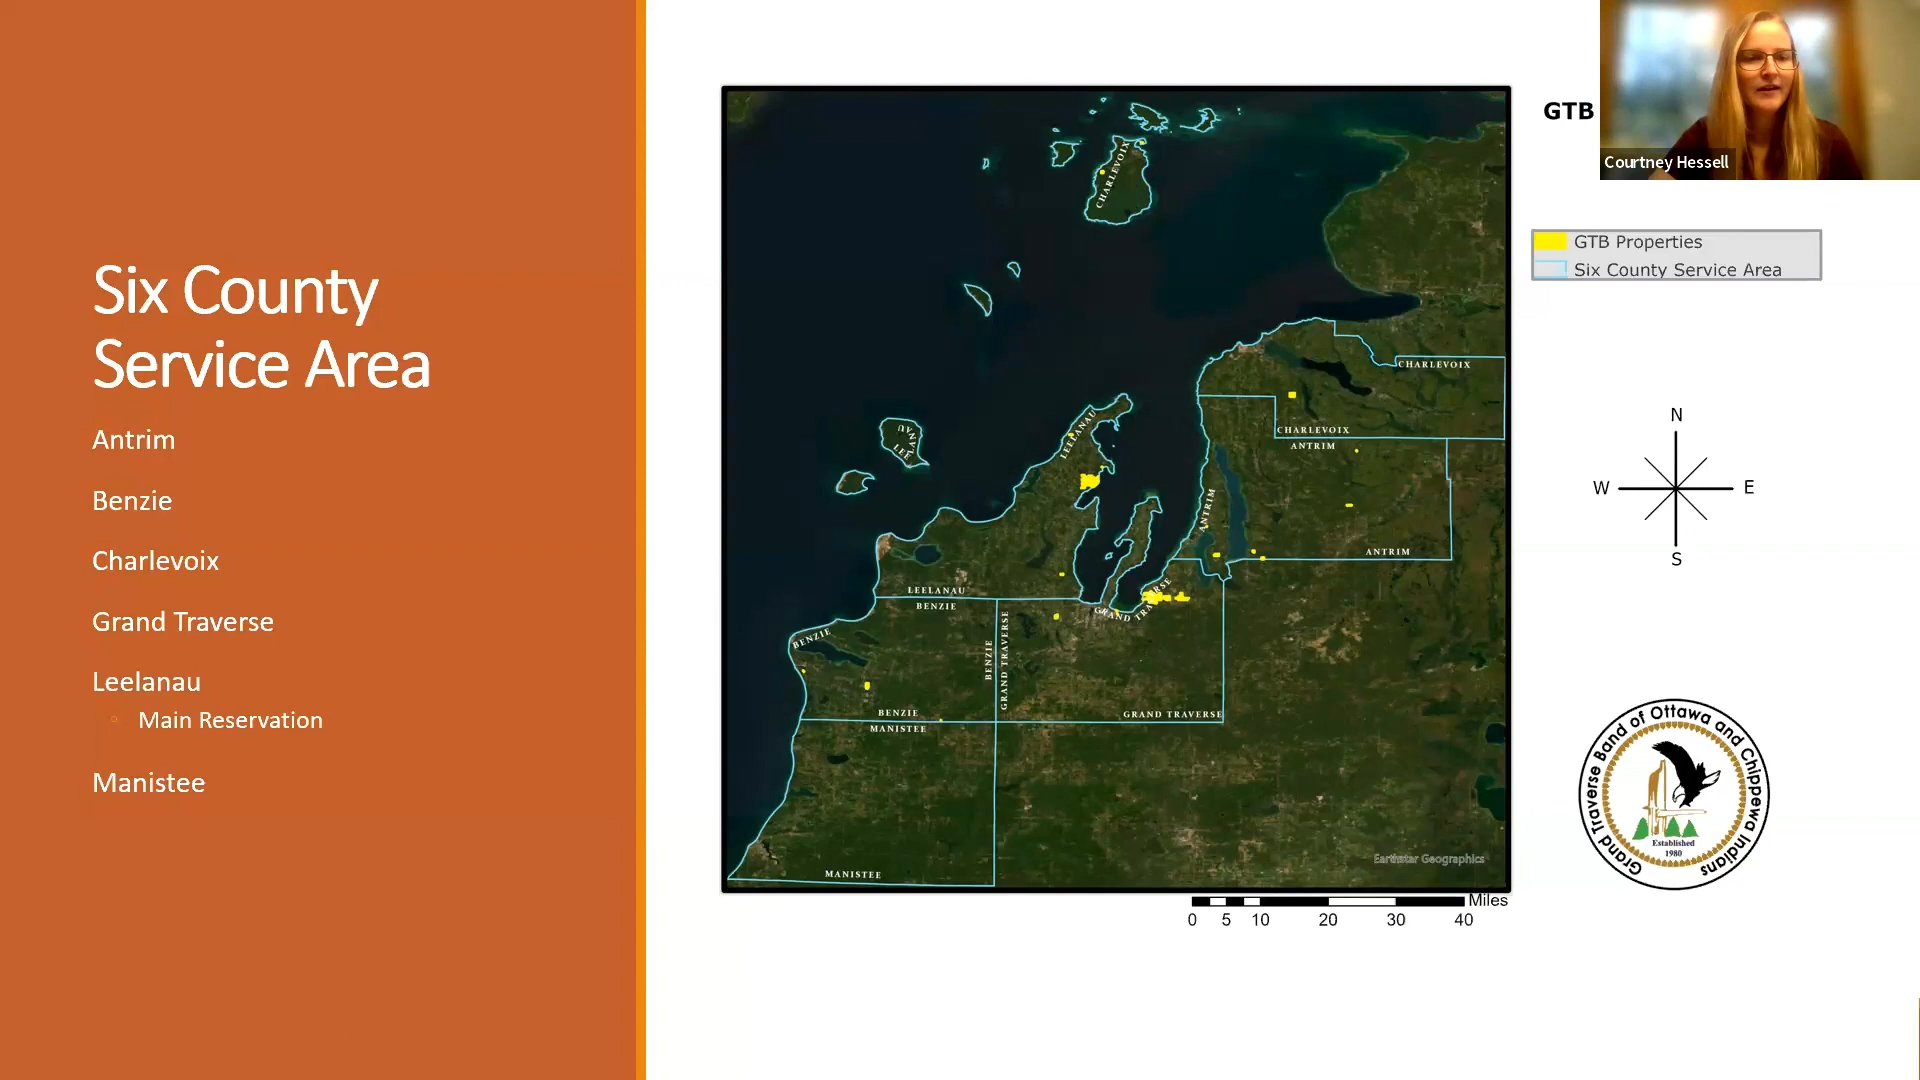 Six County
Service Area
Antrim
Benzie
Charlevoix
Grand Traverse
Leelanau
Main Reservation
Manistee
CHARLEVOIX
CHARLEVOIX
CHARLEVOIX
ANTRIM
LEELANAU
LEELANAU
ANTRIM
ANTRIM
LEELANAU
BENZIE
GRAND TRAVERSE
BENZIE
BENZIE
GRAND TRAVERSE
BENZIE
MANISTEE
GRAND TRAVERSE
MANISTEE
Earthstar Geographics
Miles
0 5 10 20 30 40
GTB
Courtney Hessell
GTB Properties
Six County Service Area
N
W E
S
Grand Traverse Band of Ottawa and Chippewa Indians
Established
1980